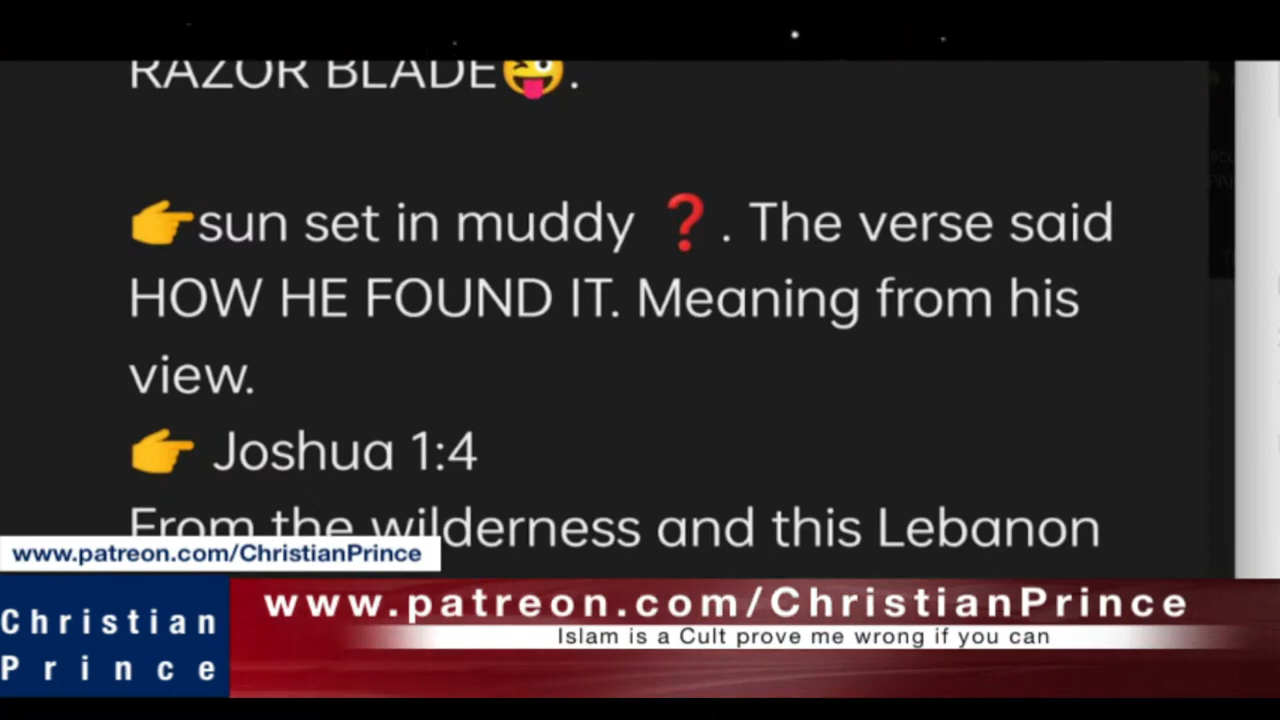 RAZOR BLADE😜.
👉sun set in muddy ❓. The verse said
HOW HE FOUND IT. Meaning from his
view.
👉 Joshua 1:4
From the wilderness and this Lebanon
www.patreon.com/ChristianPrince
www.patreon.com/ChristianPrince
Islam is a Cult prove me wrong if you can
Christian
Prince